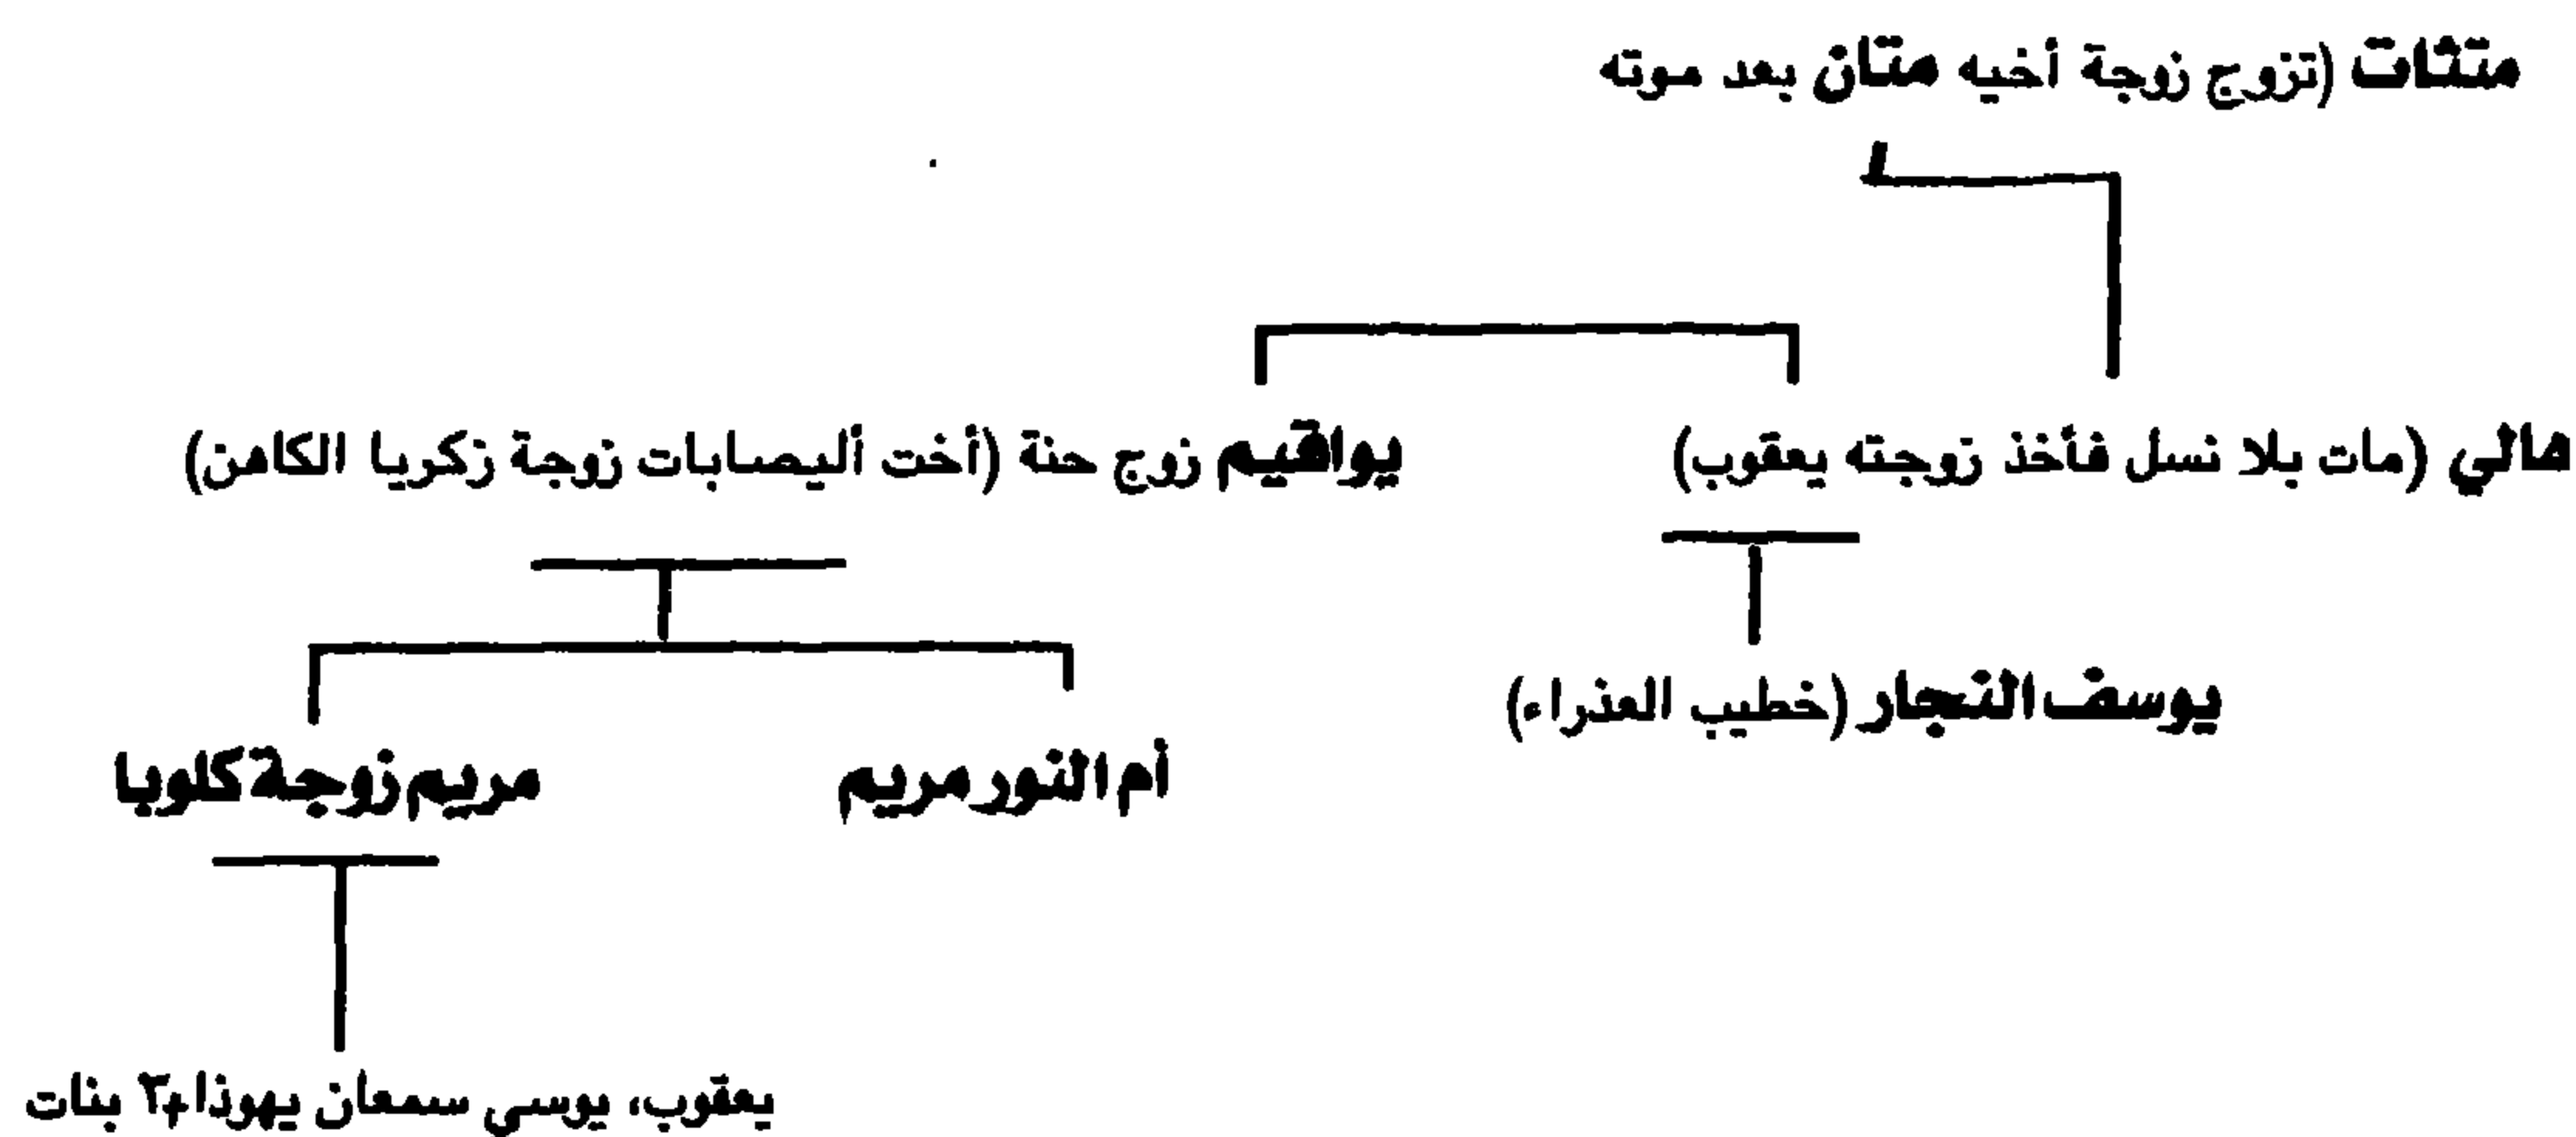 متثات (تزوج زوجة أخيه متان بعد موته
هالي (مات بلا نسل فأخذ زوجته يعقوب)
يواقيم زوج حنة (أخت أليصابات زوجة زكريا الكاهن)
يوسف النجار (خطيب العذراء)
أم النور مريم
مريم زوجة كلوبا
يعقوب، يوسي سمعان يهوذا+٣ بنات